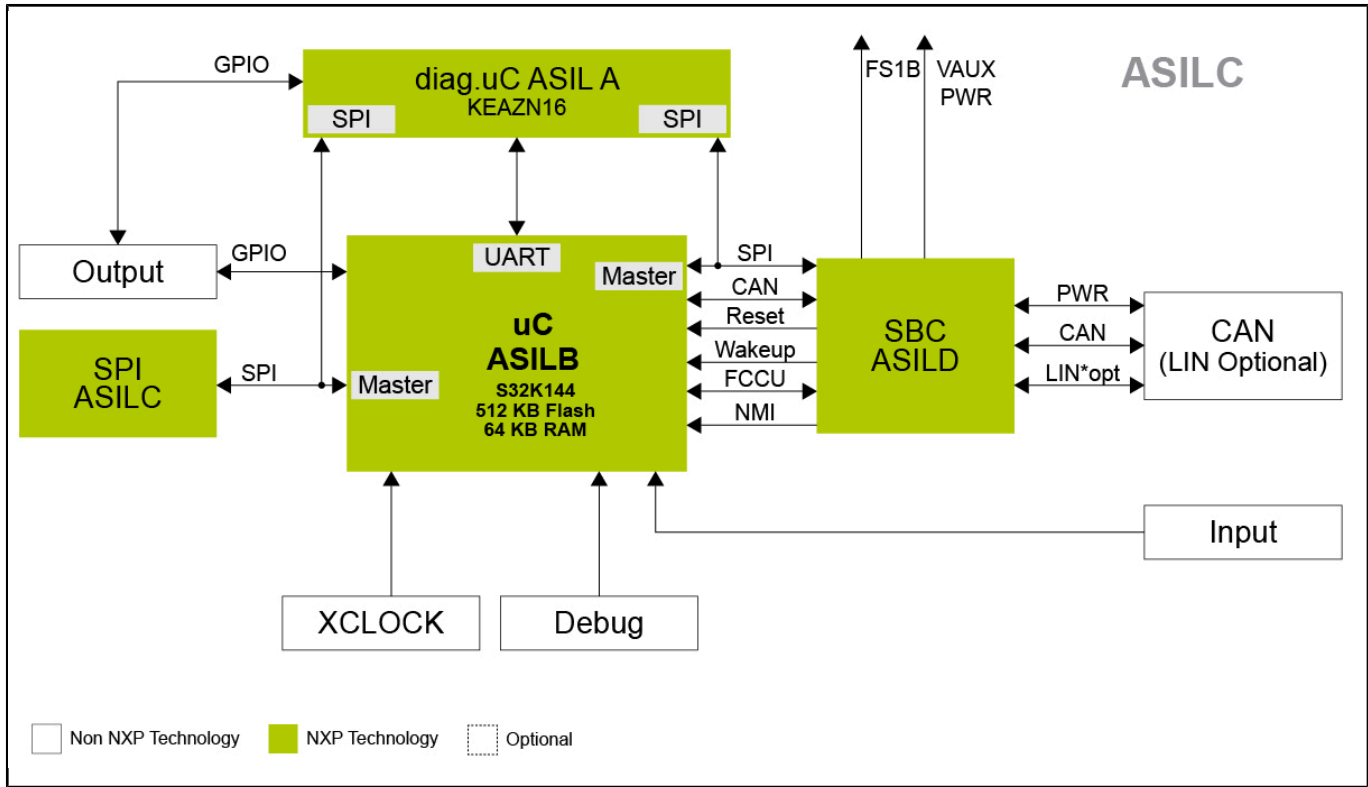 GPIO
diag.uC ASIL A
KEAZN16
SPI
SPI
FS1B
VAUX
PWR
ASILC
Output
GPIO
UART
Master
uC
ASILB
S32K144
512 KB Flash
64 KB RAM
Master
SPI
ASILC
SPI
SPI
CAN
Reset
Wakeup
FCCU
NMI
SBC
ASILD
PWR
CAN
LIN*opt
CAN
(LIN Optional)
Input
XCLOCK
Debug
Non NXP Technology
NXP Technology
Optional